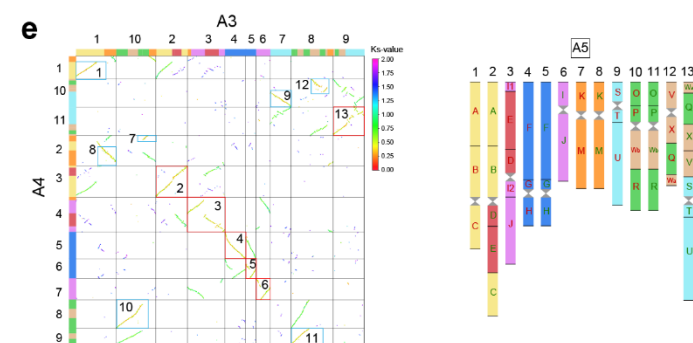 e
A3
1 10 2 3 4 5 6 7 8 9
A4
1
10
11
2
3
4
5
6
7
8
9
1
12
9
13
7
8
2
3
4
5
6
10
11
Ks-value
2.00
1.75
1.50
1.25
1.00
0.75
0.50
0.25
0.00
A5
1 2 3 4 5 6 7 8 9 10 11 12 13
A B C
A B D E C
I1 E D I2 J
F G H
F G H
I J
K M
K M
S T U
O P Wb R
O P Wb R
V X Q
Q X V S T U